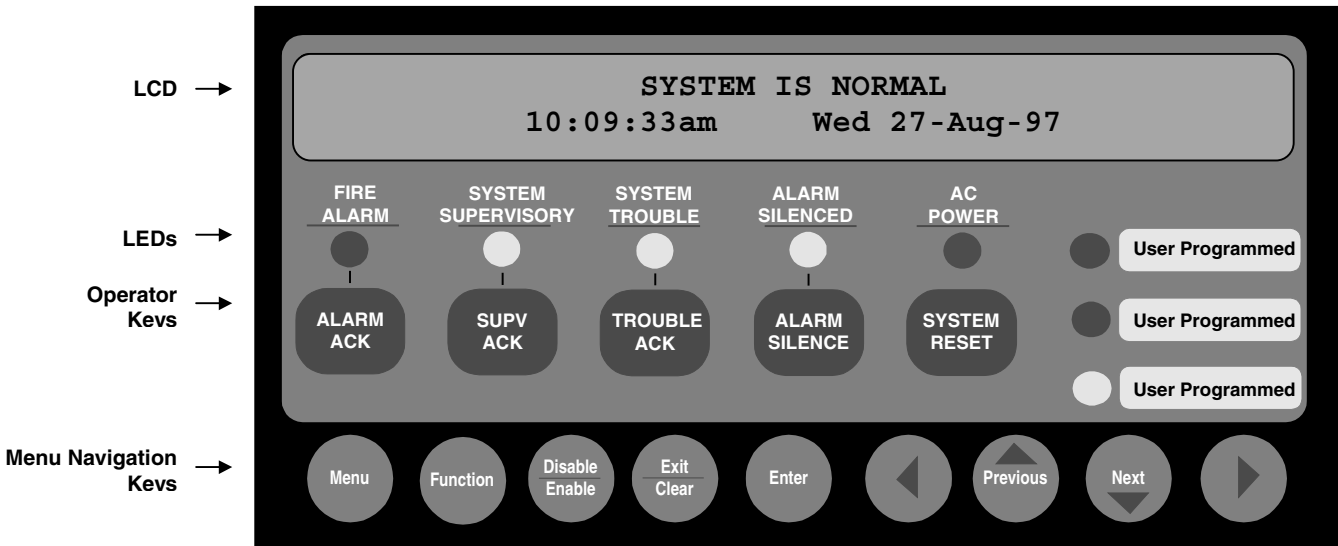 LCD
SYSTEM IS NORMAL
10:09:33am Wed 27-Aug-97
FIRE
ALARM
SYSTEM
SUPERVISORY
SYSTEM
TROUBLE
ALARM
SILENCED
AC
POWER
LEDs
User Programmed
Operator
Kevs
ALARM
ACK
SUPV
ACK
TROUBLE
ACK
ALARM
SILENCE
SYSTEM
RESET
User Programmed
User Programmed
Menu Navigation
Kevs
Menu
Function
Disable
Enable
Exit
Clear
Enter
Previous
Next